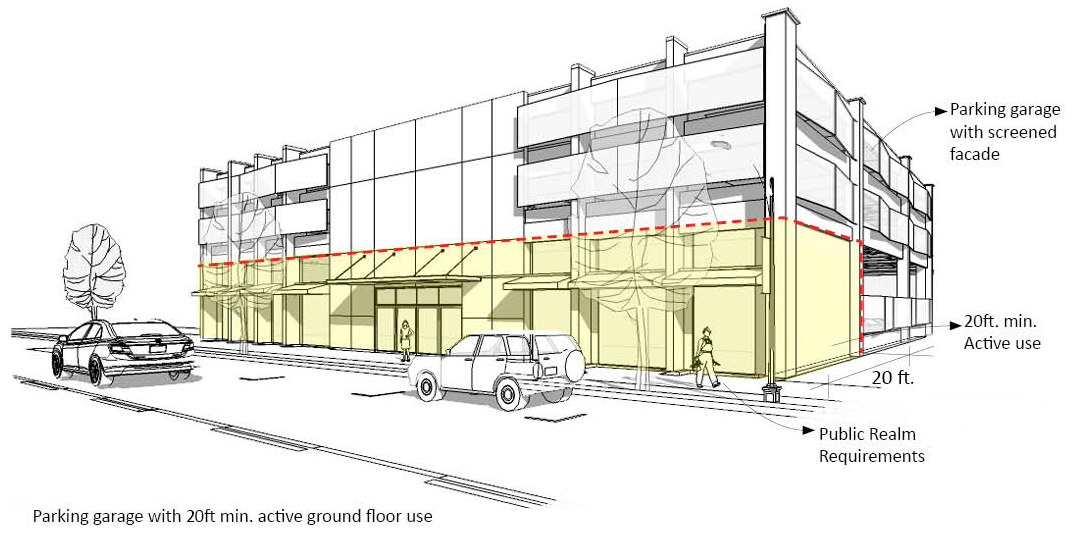 Parking garage
with screened
facade
20ft. min.
Active use
20 ft.
Public Realm
Requirements
Parking garage with 20ft min. active ground floor use